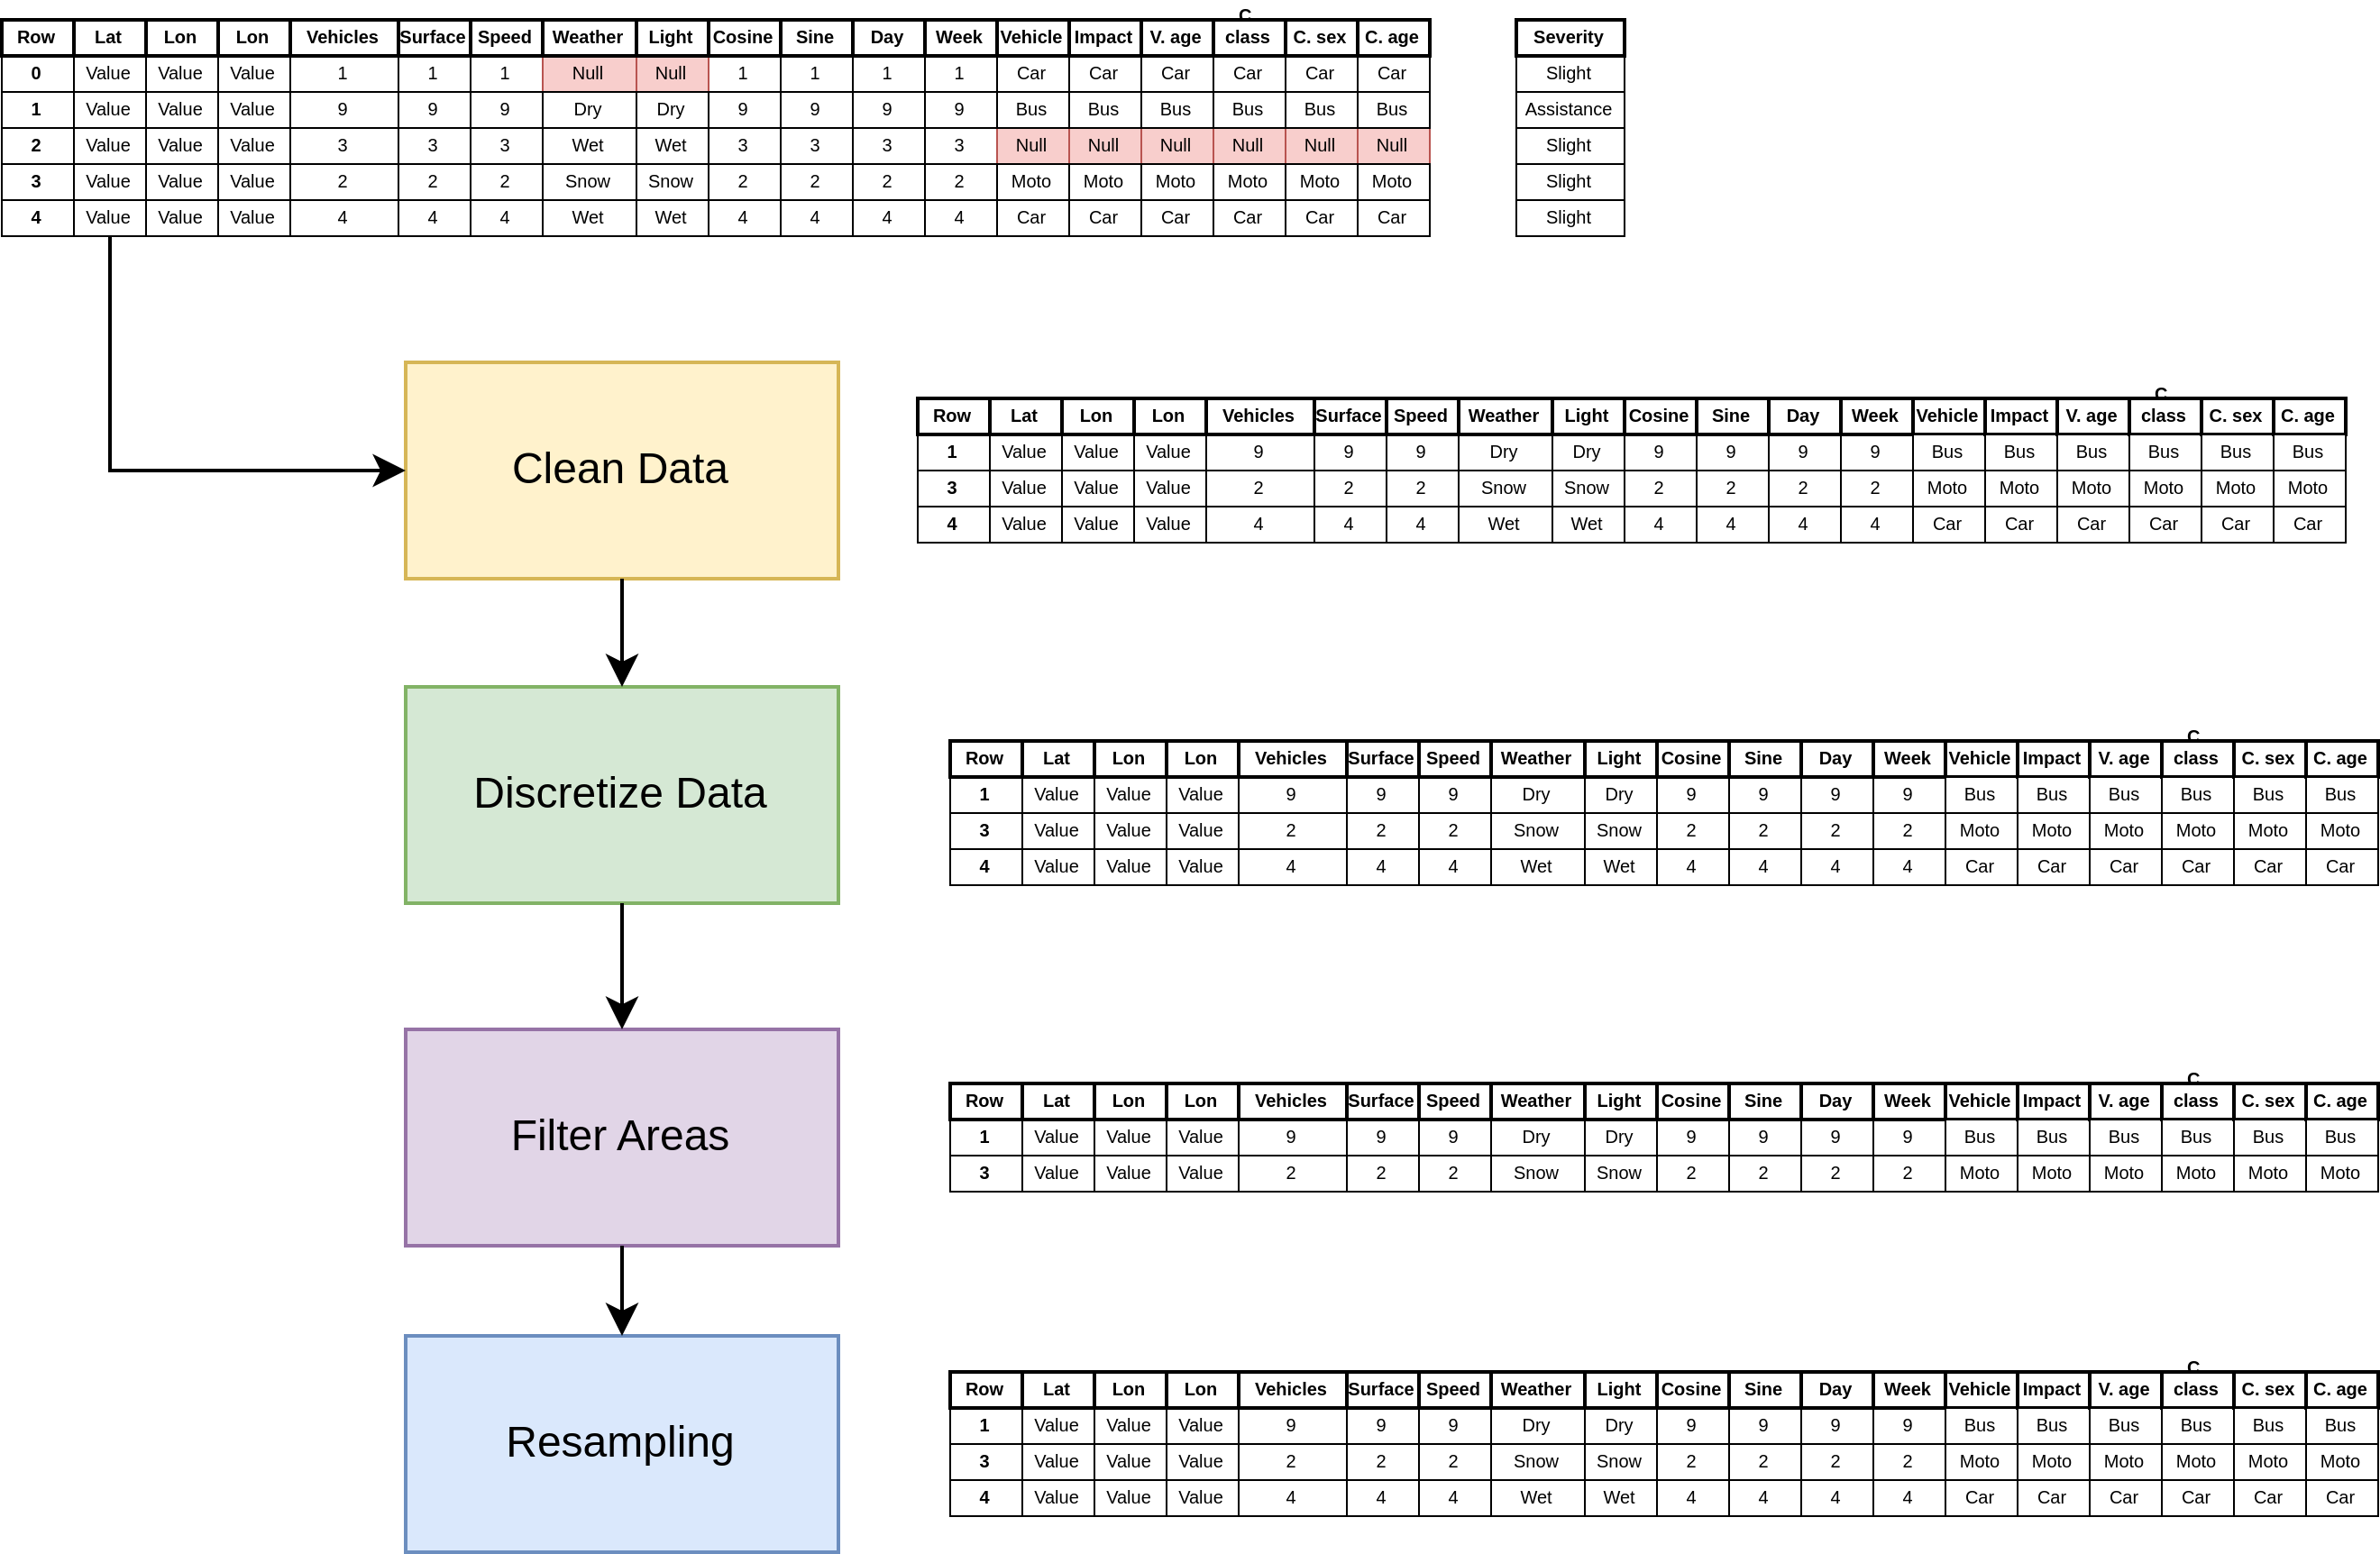 C
Row Lat Lon Lon Vehicles Surface Speed Weather Light Cosine Sine Day Week Vehicle Impact V. age class C. sex C. age Severity
0 Value Value Value 1 1 1 Null Null 1 1 1 1 Car Car Car Car Car Car Slight
1 Value Value Value 9 9 9 Dry Dry 9 9 9 9 Bus Bus Bus Bus Bus Bus Assistance
2 Value Value Value 3 3 3 Wet Wet 3 3 3 3 Null Null Null Null Null Null Slight
3 Value Value Value 2 2 2 Snow Snow 2 2 2 2 Moto Moto Moto Moto Moto Moto Slight
4 Value Value Value 4 4 4 Wet Wet 4 4 4 4 Car Car Car Car Car Car Slight
Clean Data
C
Row Lat Lon Lon Vehicles Surface Speed Weather Light Cosine Sine Day Week Vehicle Impact V. age class C. sex C. age
1 Value Value Value 9 9 9 Dry Dry 9 9 9 9 Bus Bus Bus Bus Bus Bus
3 Value Value Value 2 2 2 Snow Snow 2 2 2 2 Moto Moto Moto Moto Moto Moto
4 Value Value Value 4 4 4 Wet Wet 4 4 4 4 Car Car Car Car Car Car
Discretize Data
C
Row Lat Lon Lon Vehicles Surface Speed Weather Light Cosine Sine Day Week Vehicle Impact V. age class C. sex C. age
1 Value Value Value 9 9 9 Dry Dry 9 9 9 9 Bus Bus Bus Bus Bus Bus
3 Value Value Value 2 2 2 Snow Snow 2 2 2 2 Moto Moto Moto Moto Moto Moto
4 Value Value Value 4 4 4 Wet Wet 4 4 4 4 Car Car Car Car Car Car
Filter Areas
C
Row Lat Lon Lon Vehicles Surface Speed Weather Light Cosine Sine Day Week Vehicle Impact V. age class C. sex C. age
1 Value Value Value 9 9 9 Dry Dry 9 9 9 9 Bus Bus Bus Bus Bus Bus
3 Value Value Value 2 2 2 Snow Snow 2 2 2 2 Moto Moto Moto Moto Moto Moto
Resampling
C
Row Lat Lon Lon Vehicles Surface Speed Weather Light Cosine Sine Day Week Vehicle Impact V. age class C. sex C. age
1 Value Value Value 9 9 9 Dry Dry 9 9 9 9 Bus Bus Bus Bus Bus Bus
3 Value Value Value 2 2 2 Snow Snow 2 2 2 2 Moto Moto Moto Moto Moto Moto
4 Value Value Value 4 4 4 Wet Wet 4 4 4 4 Car Car Car Car Car Car